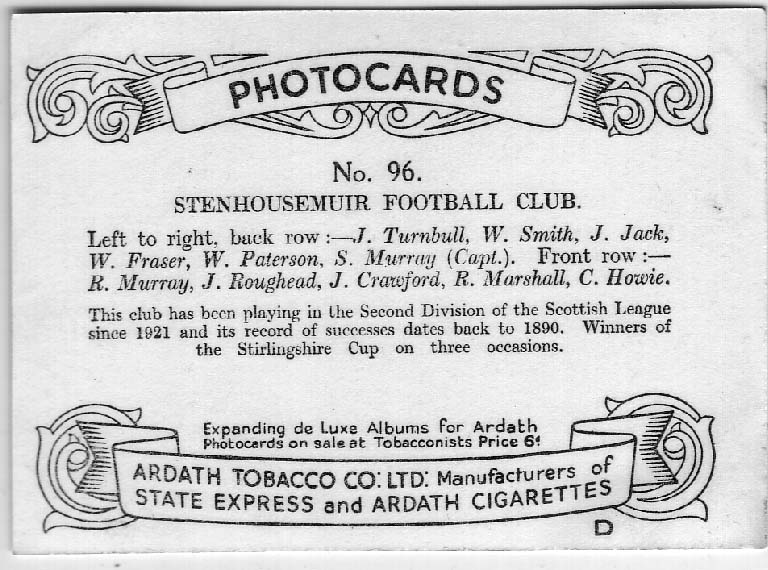 PHOTOCARDS
No. 96.
STENHOUSEMUIR FOOTBALL CLUB.
Left to right, back row :—J. Turnbull, W. Smith, J. Jack,
W. Fraser, W. Paterson, S. Murray (Capt.). Front row :—
R. Murray, J. Roughead, J. Crawford, R. Marshall, C. Howie.
This club has been playing in the Second Division of the Scottish League
since 1921 and its record of successes dates back to 1890. Winners of
the Stirlingshire Cup on three occasions.
Expanding de Luxe Albums for Ardath
Photocards on sale at Tobacconists Price 6d
ARDATH TOBACCO CO: LTD: Manufacturers of
STATE EXPRESS and ARDATH CIGARETTES
D